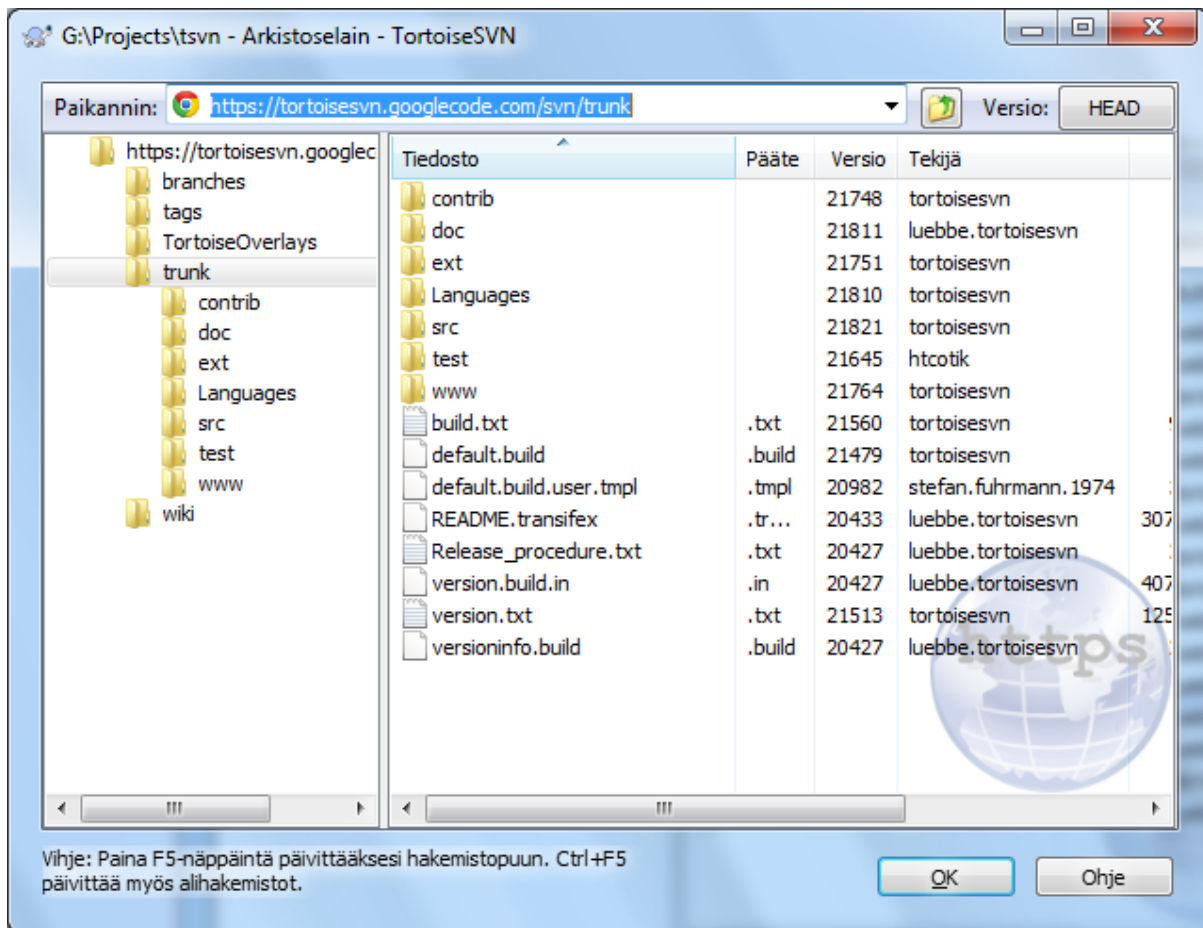 G:\Projects\tsvn - Arkistoselain - TortoiseSVN
Paikannin: https://tortoisesvn.googlecode.com/svn/trunk Versio: HEAD
https://tortoisesvn.googlec
branches
tags
TortoiseOverlays
trunk
contrib
doc
ext
Languages
src
test
www
wiki
Tiedosto Pääte Versio Tekijä
contrib 21748 tortoisesvn
doc 21811 luebbe.tortoisesvn
ext 21751 tortoisesvn
Languages 21810 tortoisesvn
src 21821 tortoisesvn
test 21645 htcotik
www 21764 tortoisesvn
build.txt .txt 21560 tortoisesvn
default.build .build 21479 tortoisesvn
default.build.user.tmpl .tmpl 20982 stefan.fuhrmann.1974
README.transifex .tr... 20433 luebbe.tortoisesvn 307
Release_procedure.txt .txt 20427 luebbe.tortoisesvn
version.build.in .in 20427 luebbe.tortoisesvn 407
version.txt .txt 21513 tortoisesvn 125
versioninfo.build .build 20427 luebbe.tortoisesvn
https
Vihje: Paina F5-näppäintä päivittääksesi hakemistopuun. Ctrl+F5
päivittää myös alihakemistot.
OK Ohje